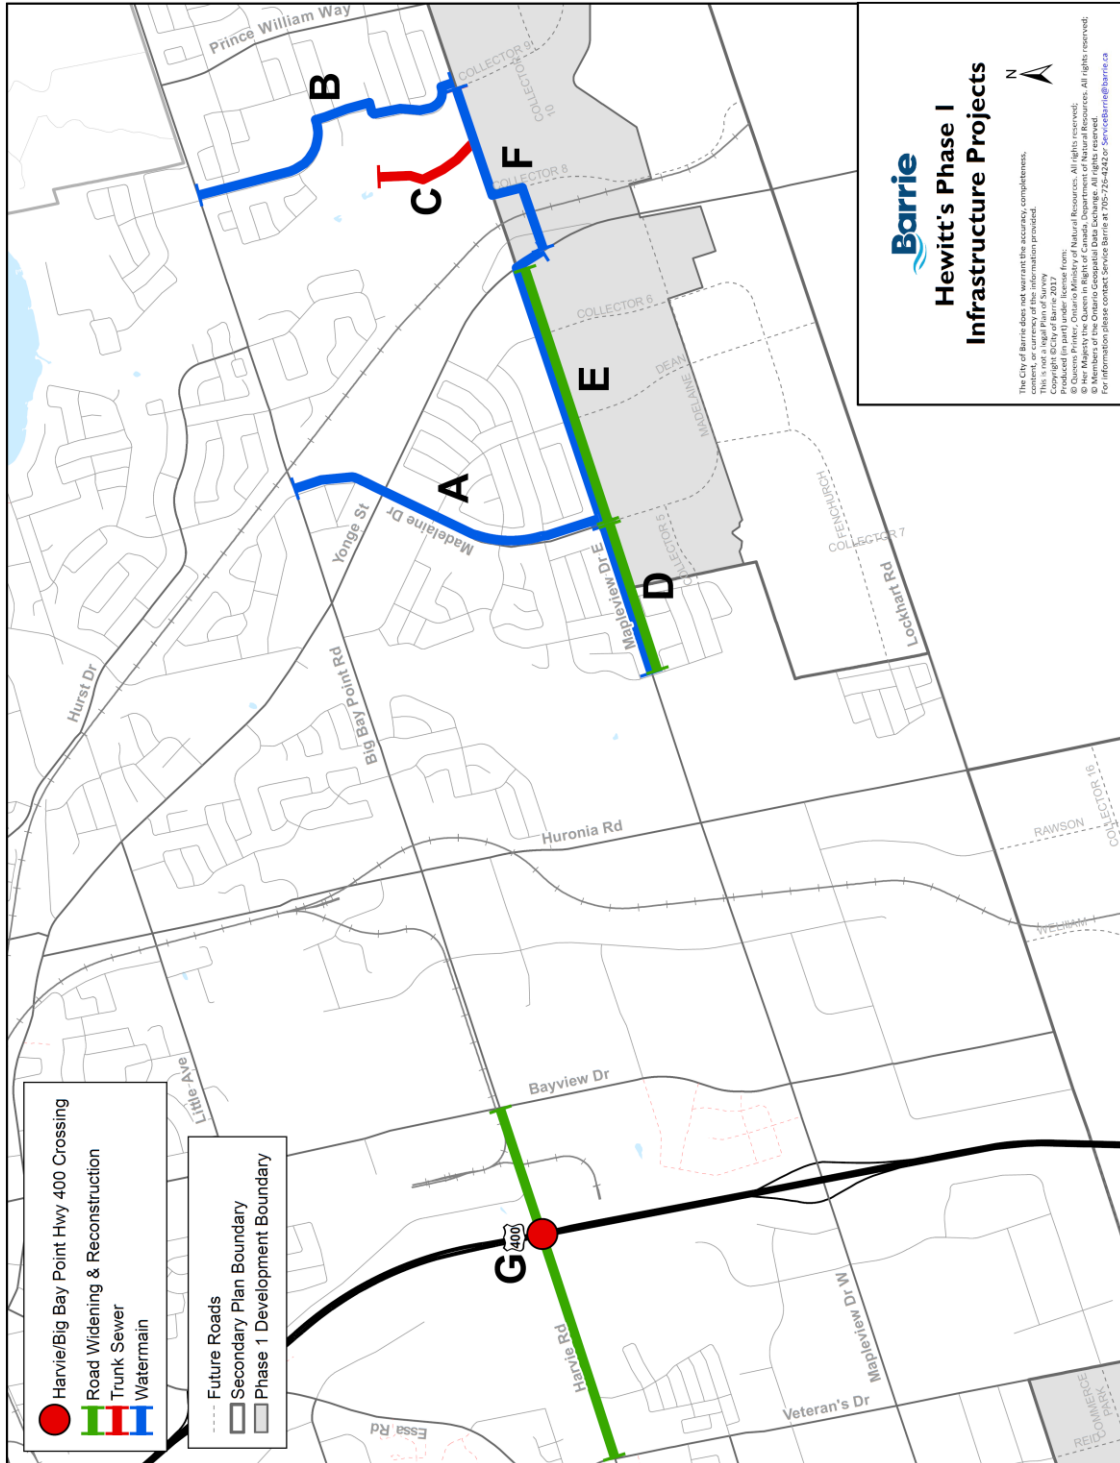 Harvie/Big Bay Point Hwy 400 Crossing
Road Widening & Reconstruction
Trunk Sewer
Watermain
Future Roads
Secondary Plan Boundary
Phase 1 Development Boundary
Prince William Way
B
COLLECTOR 9
COLLECTOR 10
C
F
COLLECTOR 8
COLLECTOR 6
E
DEAN
MADELAINE
A
Madelaine Dr
Yonge St
Mapleview Dr E
D
COLLECTOR 5
FENCHURCH
COLLECTOR 7
Lockhart Rd
Hurst Dr
Big Bay Point Rd
Huronia Rd
RAWSON
COLLECTOR 16
WELHAM
Little Ave
Bayview Dr
G
400
Harvie Rd
Mapleview Dr W
Veteran's Dr
Essa Rd
REID
COMMERCE PARK
Barrie
Hewitt's Phase I
Infrastructure Projects
N
The City of Barrie does not warrant the accuracy, completeness,
content, or currency of the information provided.
This is not a legal Plan of Survey
Copyright © City of Barrie 2017
Produced (in part) under license from:
© Queens Printer, Ontario Ministry of Natural Resources. All rights reserved;
© Her Majesty the Queen in Right of Canada, Department of Natural Resources. All rights reserved;
© Members of the Ontario Geospatial Data Exchange. All rights reserved.
For information please contact Service Barrie at 705-726-4242 or ServiceBarrie@barrie.ca